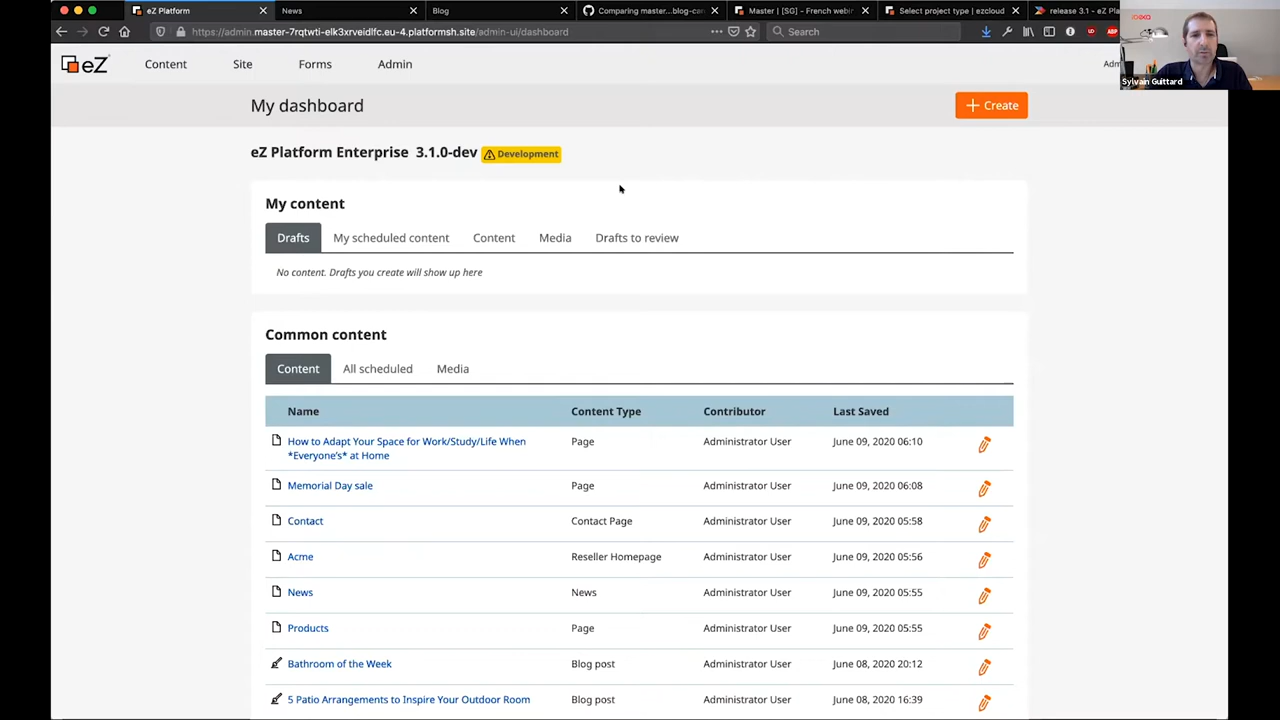 eZ Platform
News
Blog
Comparing master...blog-can
Master | [SG] - French webi
Select project type | ezcloud
release 3.1 - eZ Pla
https://admin.master-7rqtwti-elk3xrveidlfc.eu-4.platformsh.site/admin-ui/dashboard
Search
Sylvain Guittard
eZ
Content
Site
Forms
Admin
My dashboard
Create
eZ Platform Enterprise 3.1.0-dev
Development
My content
Drafts
My scheduled content
Content
Media
Drafts to review
No content. Drafts you create will show up here
Common content
Content
All scheduled
Media
Name Content Type Contributor Last Saved
How to Adapt Your Space for Work/Study/Life When
*Everyone's* at Home
Page Administrator User June 09, 2020 06:10
Memorial Day sale Page Administrator User June 09, 2020 06:08
Contact Contact Page Administrator User June 09, 2020 05:58
Acme Reseller Homepage Administrator User June 09, 2020 05:56
News News Administrator User June 09, 2020 05:55
Products Page Administrator User June 09, 2020 05:55
Bathroom of the Week Blog post Administrator User June 08, 2020 20:12
5 Patio Arrangements to Inspire Your Outdoor Room Blog post Administrator User June 08, 2020 16:39